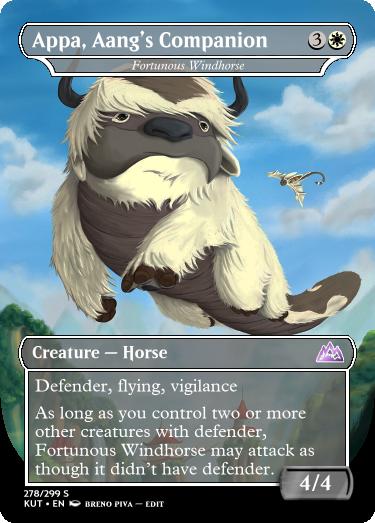 Appa, Aang's Companion 3
Fortunous Windhorse
Creature — Horse
Defender, flying, vigilance
As long as you control two or more
other creatures with defender,
Fortunous Windhorse may attack as
though it didn't have defender.
4/4
278/299 S
KUT • EN BRENO PIVA — EDIT